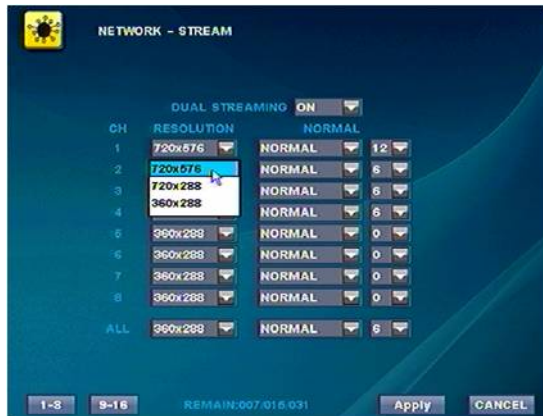 NETWORK - STREAM
DUAL STREAMING ON
CH RESOLUTION NORMAL
1 720x576 NORMAL 12
2 720x576 NORMAL 6
3 720x288 NORMAL 6
360x288
4 NORMAL 6
5 360x288 NORMAL 0
6 360x288 NORMAL 0
7 360x288 NORMAL 0
8 360x288 NORMAL 0
ALL 360x288 NORMAL 6
1-8 9-16 REMAIN:007/015/031 Apply CANCEL